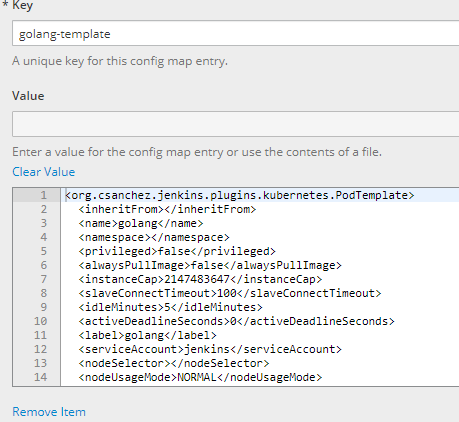 * Key
golang-template
A unique key for this config map entry.
Value
Enter a value for the config map entry or use the contents of a file.
Clear Value
1 <org.csanchez.jenkins.plugins.kubernetes.PodTemplate>
2 <inheritFrom></inheritFrom>
3 <name>golang</name>
4 <namespace></namespace>
5 <privileged>false</privileged>
6 <alwaysPullImage>false</alwaysPullImage>
7 <instanceCap>2147483647</instanceCap>
8 <slaveConnectTimeout>100</slaveConnectTimeout>
9 <idleMinutes>5</idleMinutes>
10 <activeDeadlineSeconds>0</activeDeadlineSeconds>
11 <label>golang</label>
12 <serviceAccount>jenkins</serviceAccount>
13 <nodeSelector></nodeSelector>
14 <nodeUsageMode>NORMAL</nodeUsageMode>
Remove Item